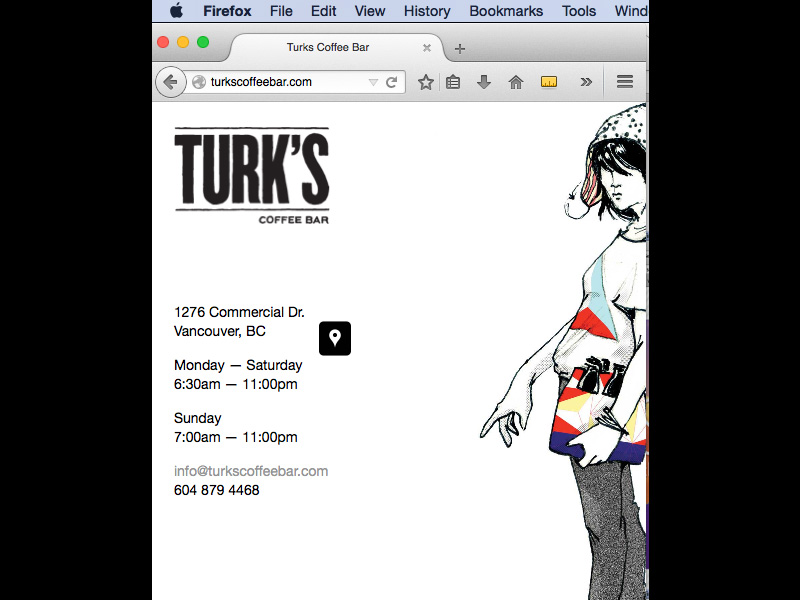 Firefox File Edit View History Bookmarks Tools Wind
Turks Coffee Bar
turkscoffeebar.com
TURK'S
COFFEE BAR
1276 Commercial Dr.
Vancouver, BC
Monday — Saturday
6:30am — 11:00pm
Sunday
7:00am — 11:00pm
info@turkscoffeebar.com
604 879 4468